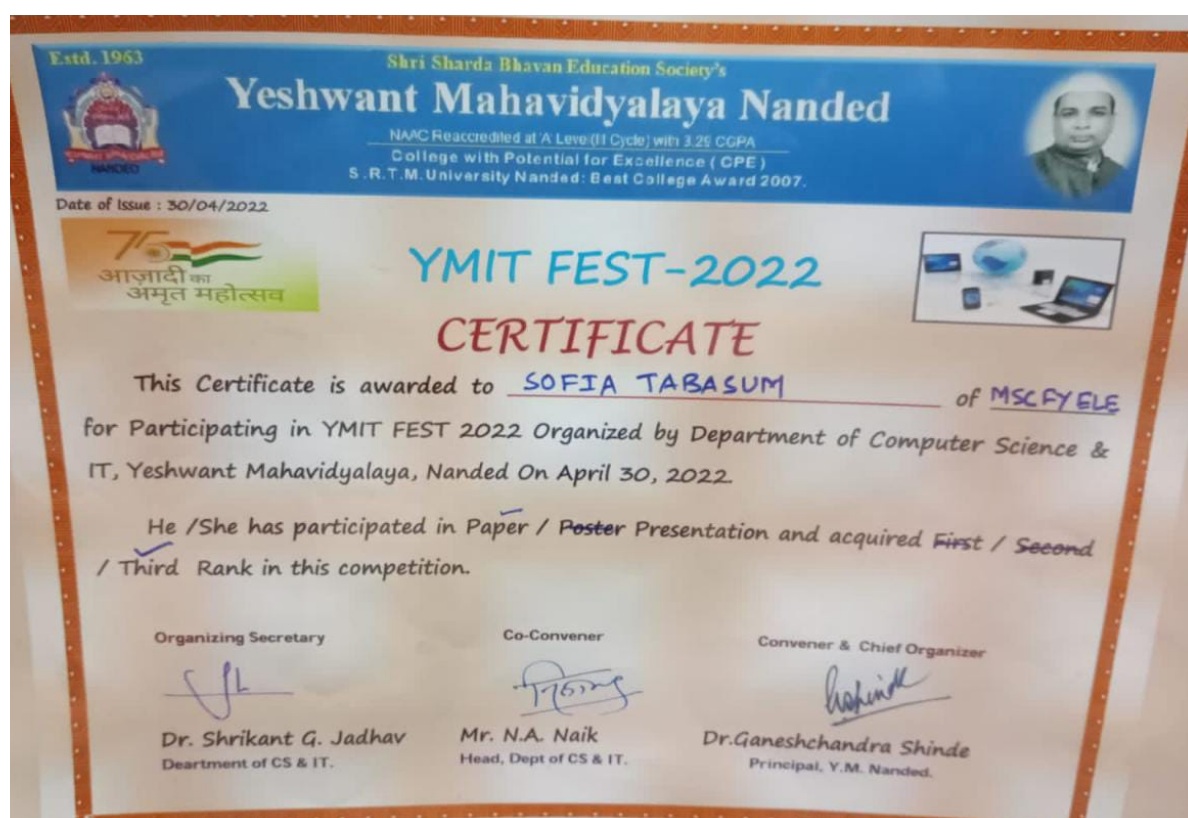 Estd. 1963
Shri Sharda Bhavan Education Society's
Yeshwant Mahavidyalaya Nanded
NAAC Reaccredited at 'A' Level (II Cycle) with 3.29 CGPA
College with Potential for Excellence ( CPE )
S.R.T.M. University Nanded: Best College Award 2007.
NANDED
Date of Issue : 30/04/2022
75
आज़ादी का
अमृत महोत्सव
YMIT FEST-2022
CERTIFICATE
This Certificate is awarded to SOFIA TABASUM of MSC FY ELE
for Participating in YMIT FEST 2022 Organized by Department of Computer Science &
IT, Yeshwant Mahavidyalaya, Nanded On April 30, 2022.
He /She has participated in Paper / Poster Presentation and acquired First / Second
/ Third Rank in this competition.
Organizing Secretary
Co-Convener
Convener & Chief Organizer
Dr. Shrikant G. Jadhav
Mr. N.A. Naik
Dr.Ganeshchandra Shinde
Deartment of CS & IT.
Head, Dept of CS & IT.
Principal, Y.M. Nanded.